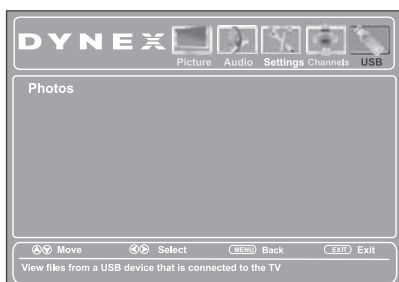 DYNEX
Picture Audio Settings Channels USB
Photos
Move Select MENU Back EXIT Exit
View files from a USB device that is connected to the TV